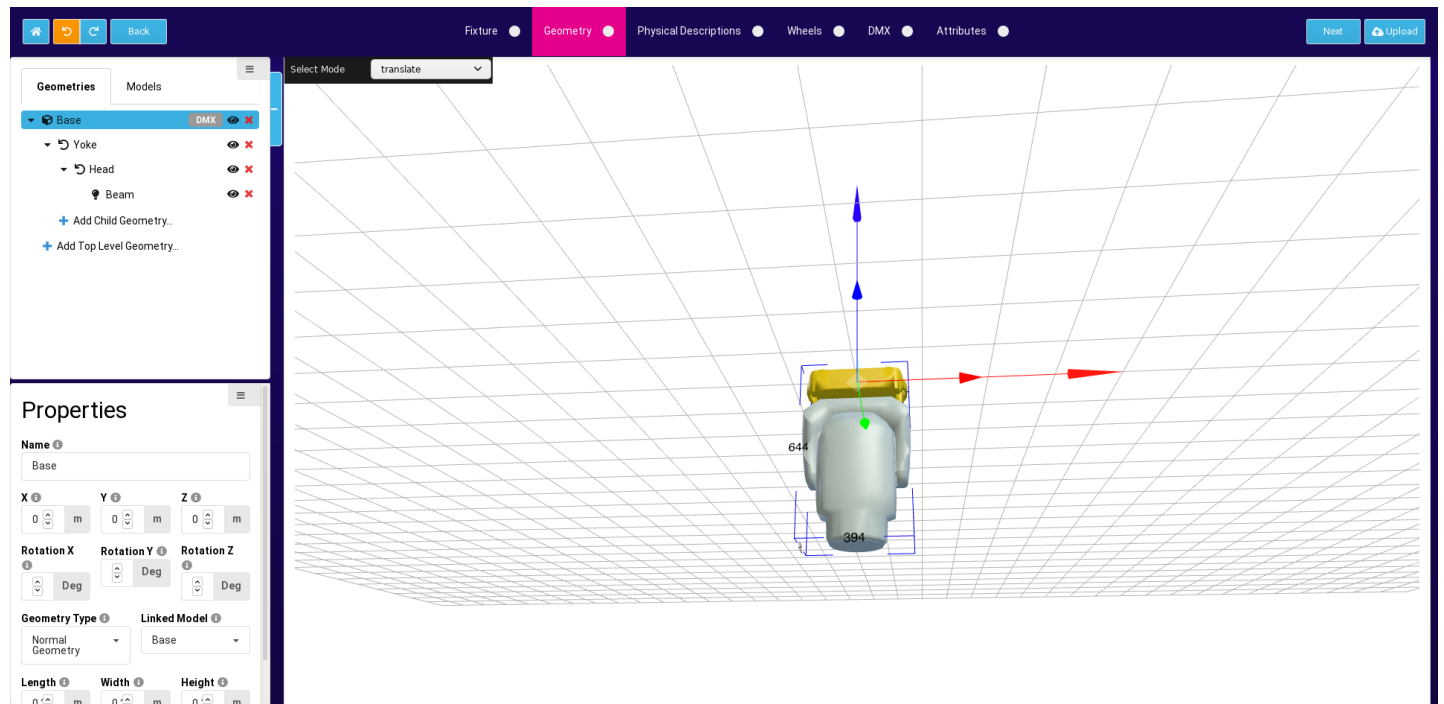 Back
Fixture
Geometry
Physical Descriptions
Wheels
DMX
Attributes
Next
Upload
Geometries
Models
Base
DMX
Yoke
Head
Beam
Add Child Geometry...
Add Top Level Geometry...
Select Mode
translate
644
394
Properties
Name
Base
X Y Z
0 m 0 m 0 m
Rotation X Rotation Y Rotation Z
Deg Deg Deg
Geometry Type Linked Model
Normal Geometry
Base
Length Width Height
m m m